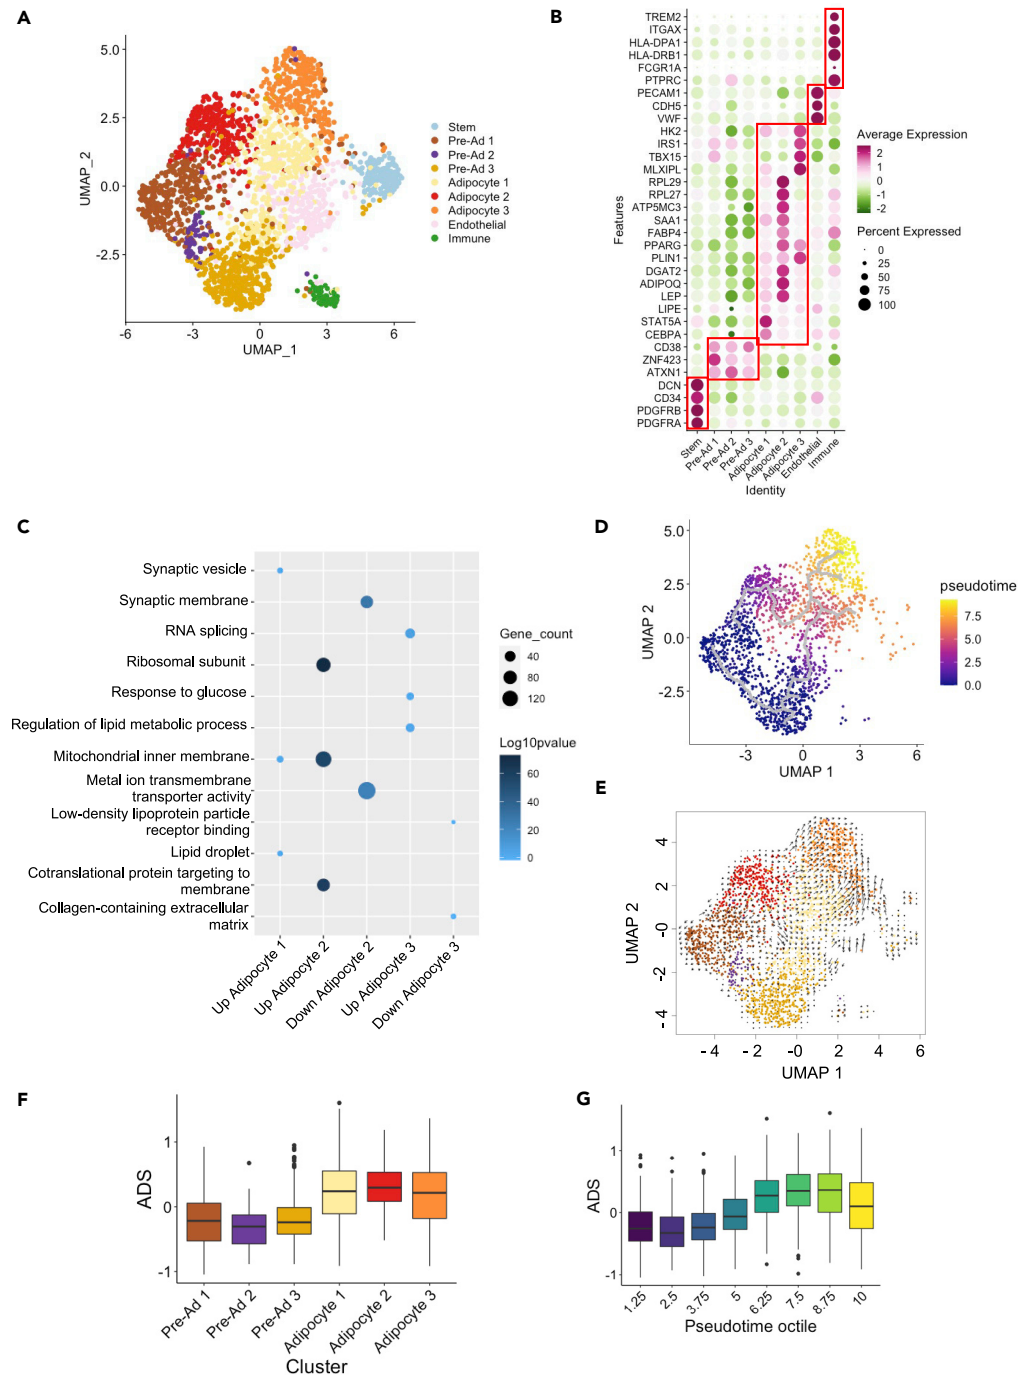 A
5.0
2.5
0.0
-2.5
UMAP_2
-6
-3
0
3
6
UMAP_1
Stem
Pre-Ad 1
Pre-Ad 2
Pre-Ad 3
Adipocyte 1
Adipocyte 2
Adipocyte 3
Endothelial
Immune
B
TREM2
ITGAX
HLA-DPA1
HLA-DRB1
FCGR1A
PTPRC
PECAM1
CDH5
VWF
HK2
IRS1
TBX15
MLXIPL
RPL29
RPL27
ATP5MC3
SAA1
FABP4
PPARG
PLIN1
DGAT2
ADIPOQ
LEP
LIPE
STAT5A
CEBPA
CD38
ZNF423
ATXN1
DCN
CD34
PDGFRB
PDGFRA
Features
Stem
Pre-Ad 1
Pre-Ad 2
Pre-Ad 3
Adipocyte 1
Adipocyte 2
Adipocyte 3
Endothelial
Immune
Identity
Average Expression
2
1
0
-1
-2
Percent Expressed
0
25
50
75
100
C
Synaptic vesicle
Synaptic membrane
RNA splicing
Ribosomal subunit
Response to glucose
Regulation of lipid metabolic process
Mitochondrial inner membrane
Metal ion transmembrane
transporter activity
Low-density lipoprotein particle
receptor binding
Lipid droplet
Cotranslational protein targeting to
membrane
Collagen-containing extracellular
matrix
Up Adipocyte 1
Up Adipocyte 2
Down Adipocyte 2
Up Adipocyte 3
Down Adipocyte 3
Gene_count
40
80
120
Log10pvalue
60
40
20
0
D
5.0
2.5
0.0
-2.5
UMAP 2
-3
0
3
6
UMAP 1
pseudotime
7.5
5.0
2.5
0.0
E
4
2
-0
-2
-4
UMAP 2
-4
-2
-0
2
4
6
UMAP 1
F
1
0
-1
ADS
Pre-Ad 1
Pre-Ad 2
Pre-Ad 3
Adipocyte 1
Adipocyte 2
Adipocyte 3
Cluster
G
1
0
-1
ADS
1.25
2.5
3.75
5
6.25
7.5
8.75
10
Pseudotime octile